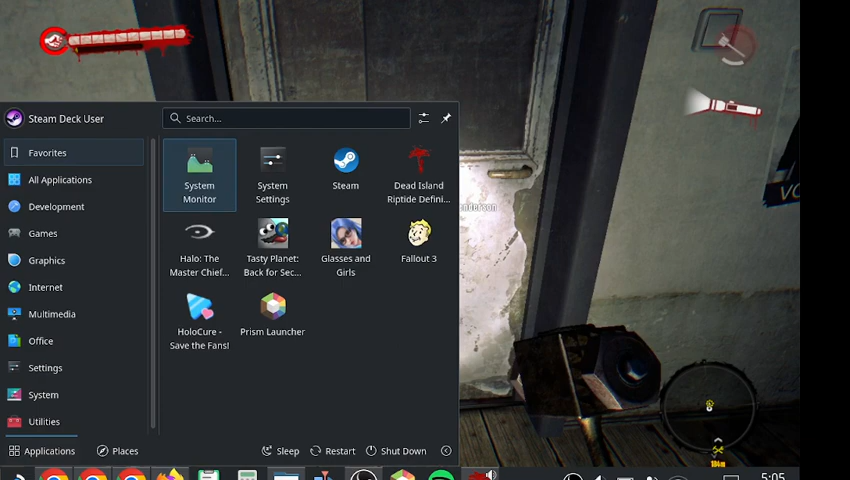 Steam Deck User
Search...
Favorites
All Applications
Development
Games
Graphics
Internet
Multimedia
Office
Settings
System
Utilities
System
Monitor
System
Settings
Steam
Dead Island
Riptide Defini...
Halo: The
Master Chief...
Tasty Planet:
Back for Sec...
Glasses and
Girls
Fallout 3
HoloCure -
Save the Fans!
Prism Launcher
Applications
Places
Sleep
Restart
Shut Down
5:05